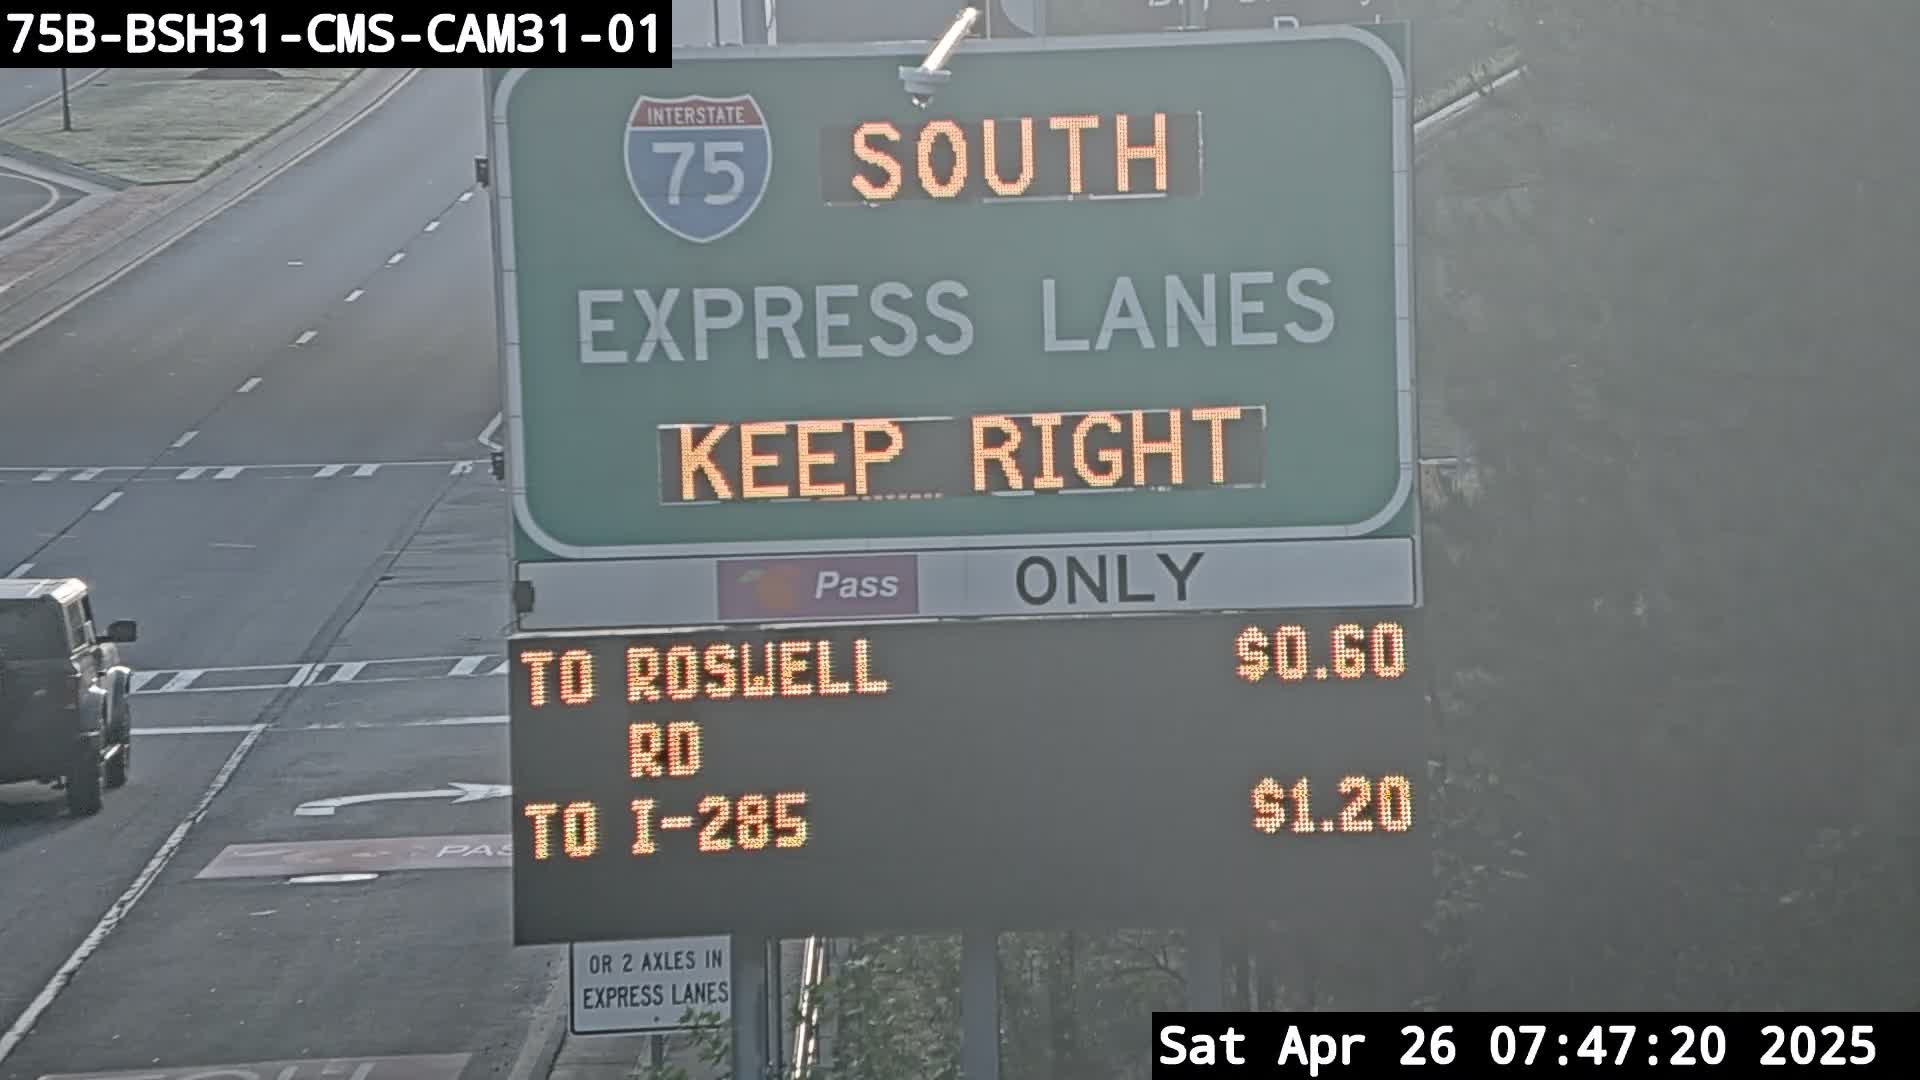 75B-BSH31-CMS-CAM31-01
INTERSTATE
75
SOUTH
EXPRESS LANES
KEEP RIGHT
Pass ONLY
TO ROSWELL $0.60
RD
TO I-285 $1.20
OR 2 AXLES IN
EXPRESS LANES
Sat Apr 26 07:47:20 2025